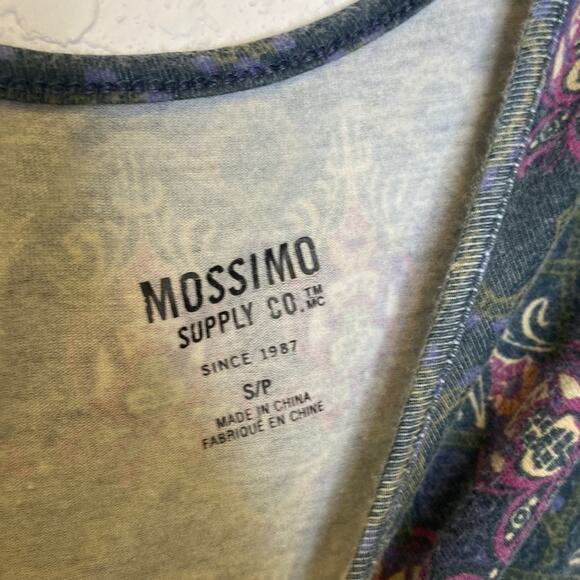 MOSSIMO
SUPPLY CO.™ MC
SINCE 1987
S/P
MADE IN CHINA
FABRIQUÉ EN CHINE